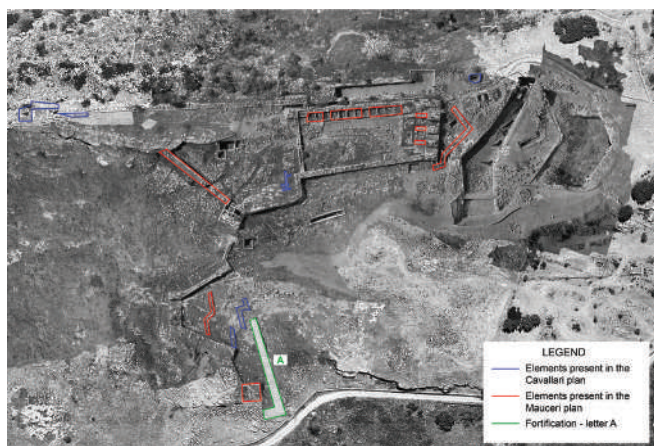 A
LEGEND
Elements present in the
Cavallari plan
Elements present in the
Mauceri plan
Fortification - letter A